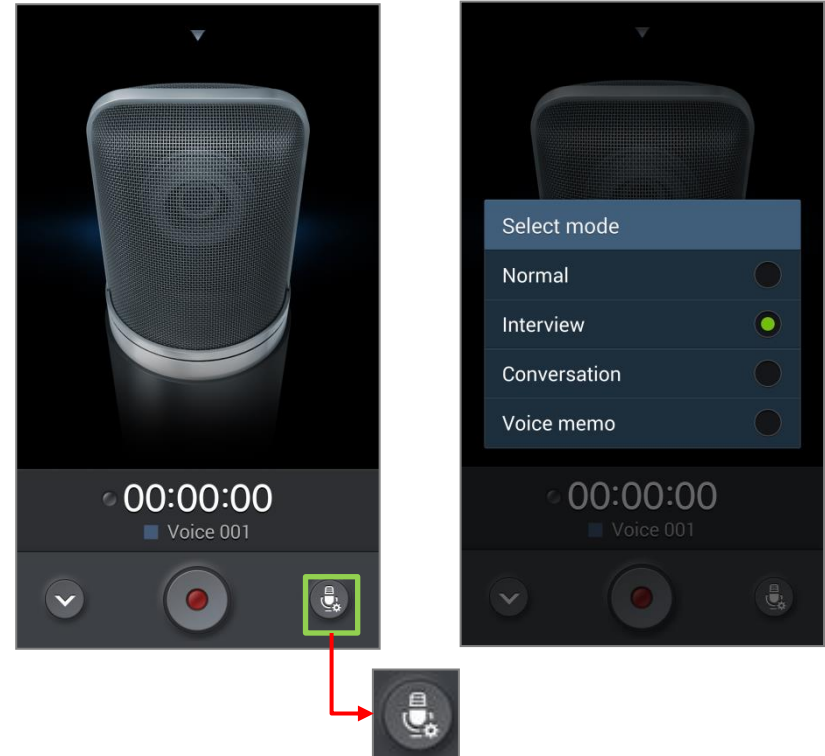 00:00:00
Voice 001
Select mode
Normal
Interview
Conversation
Voice memo
00:00:00
Voice 001